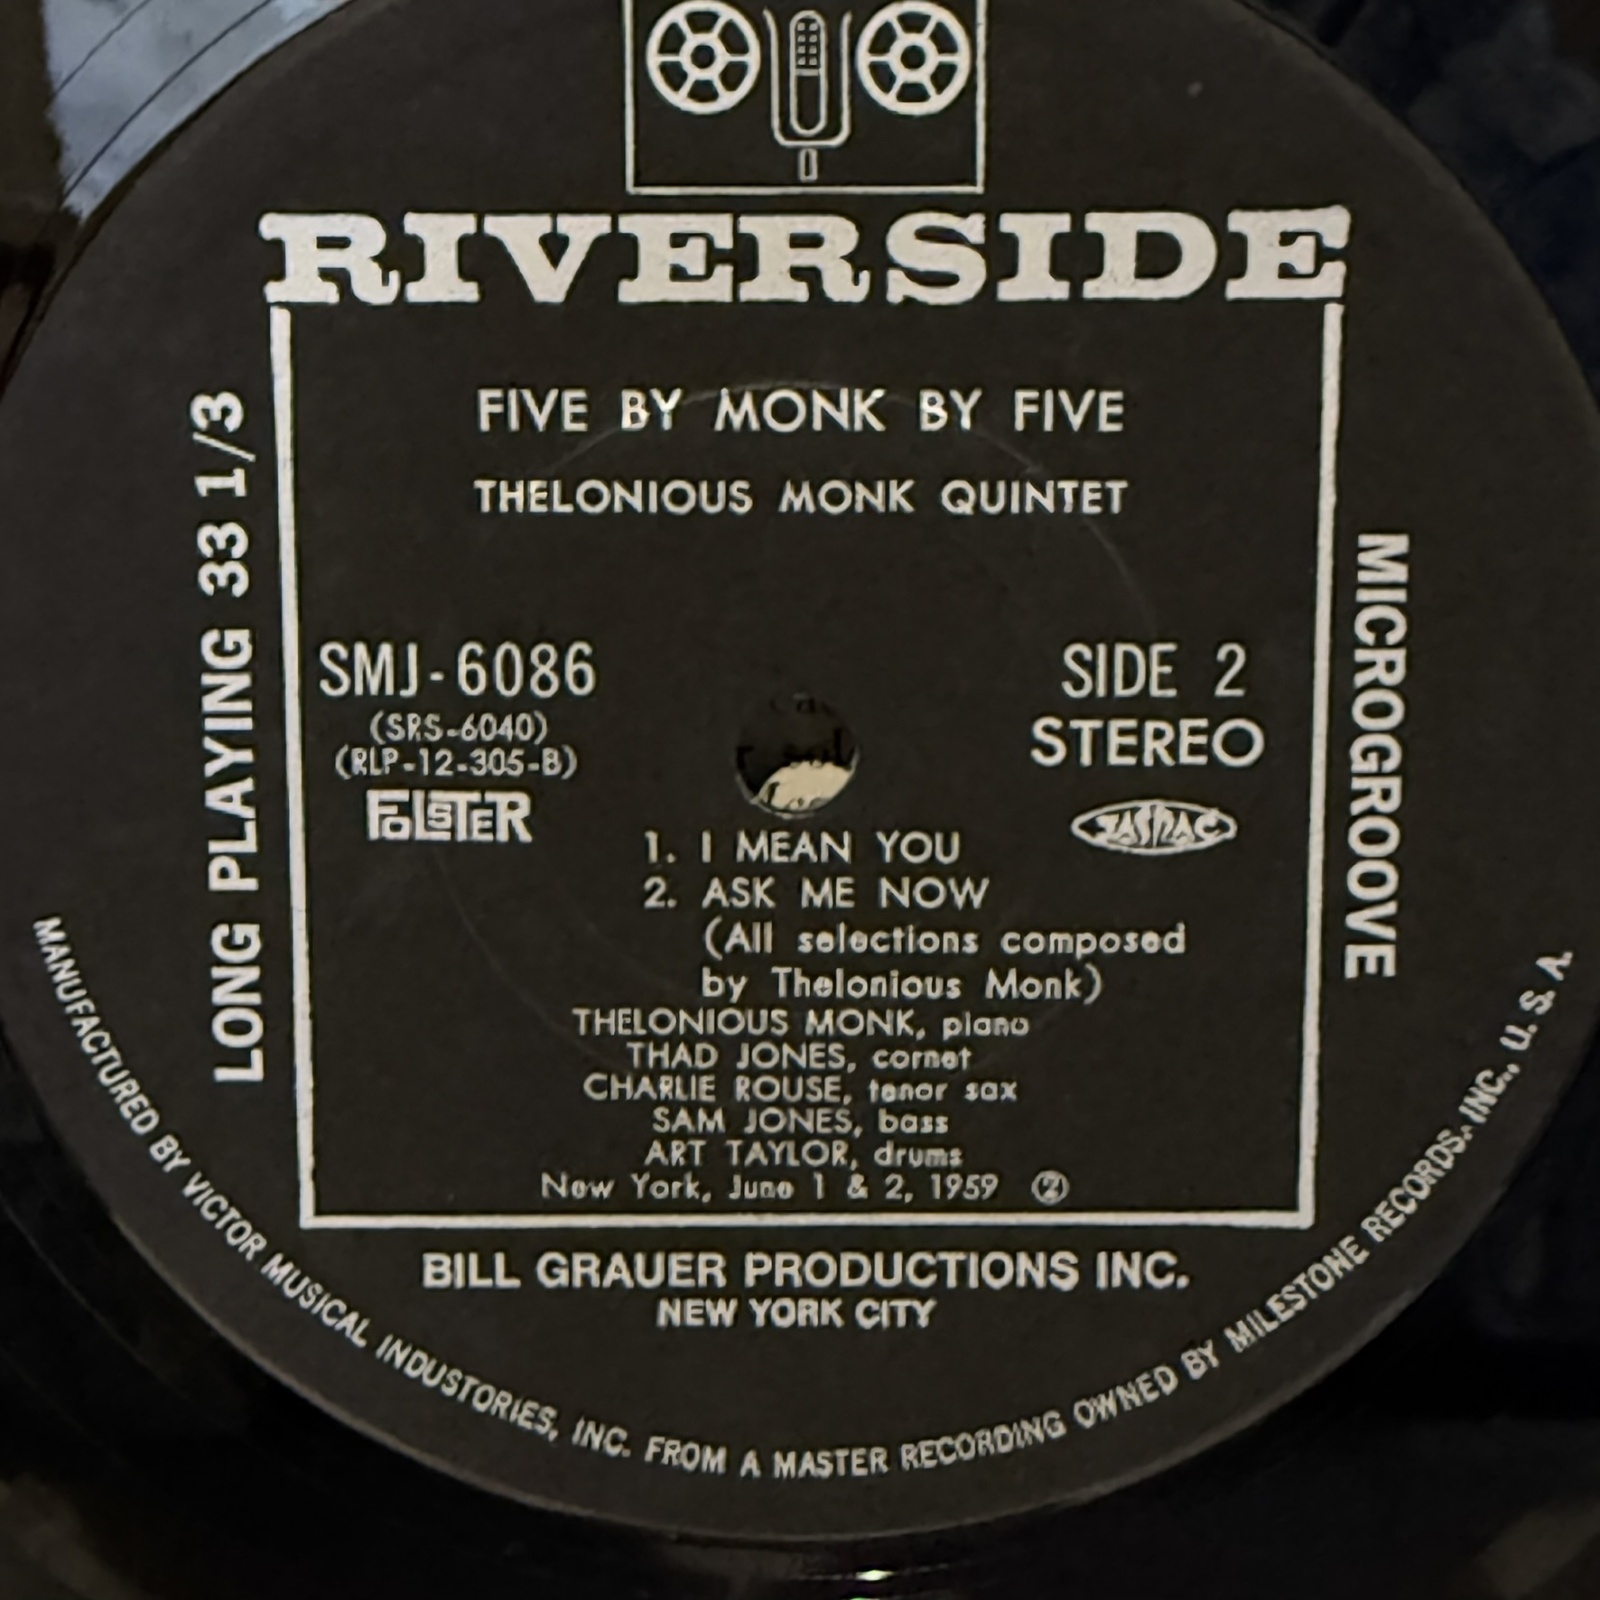 RIVERSIDE
FIVE BY MONK BY FIVE
THELONIOUS MONK QUINTET
LONG PLAYING 33 1/3
MICROGROOVE
SMJ-6086
(SRS-6040)
(RLP-12-305-B)
FOLSTER
SIDE 2
STEREO
JASRAC
1. I MEAN YOU
2. ASK ME NOW
(All selections composed
by Thelonious Monk)
THELONIOUS MONK, piano
THAD JONES, cornet
CHARLIE ROUSE, tenor sax
SAM JONES, bass
ART TAYLOR, drums
New York, June 1 & 2, 1959 Ⓩ
BILL GRAUER PRODUCTIONS INC.
NEW YORK CITY
MANUFACTURED BY VICTOR MUSICAL INDUSTORIES, INC. FROM A MASTER RECORDING OWNED BY MILESTONE RECORDS. INC., U. S. A.